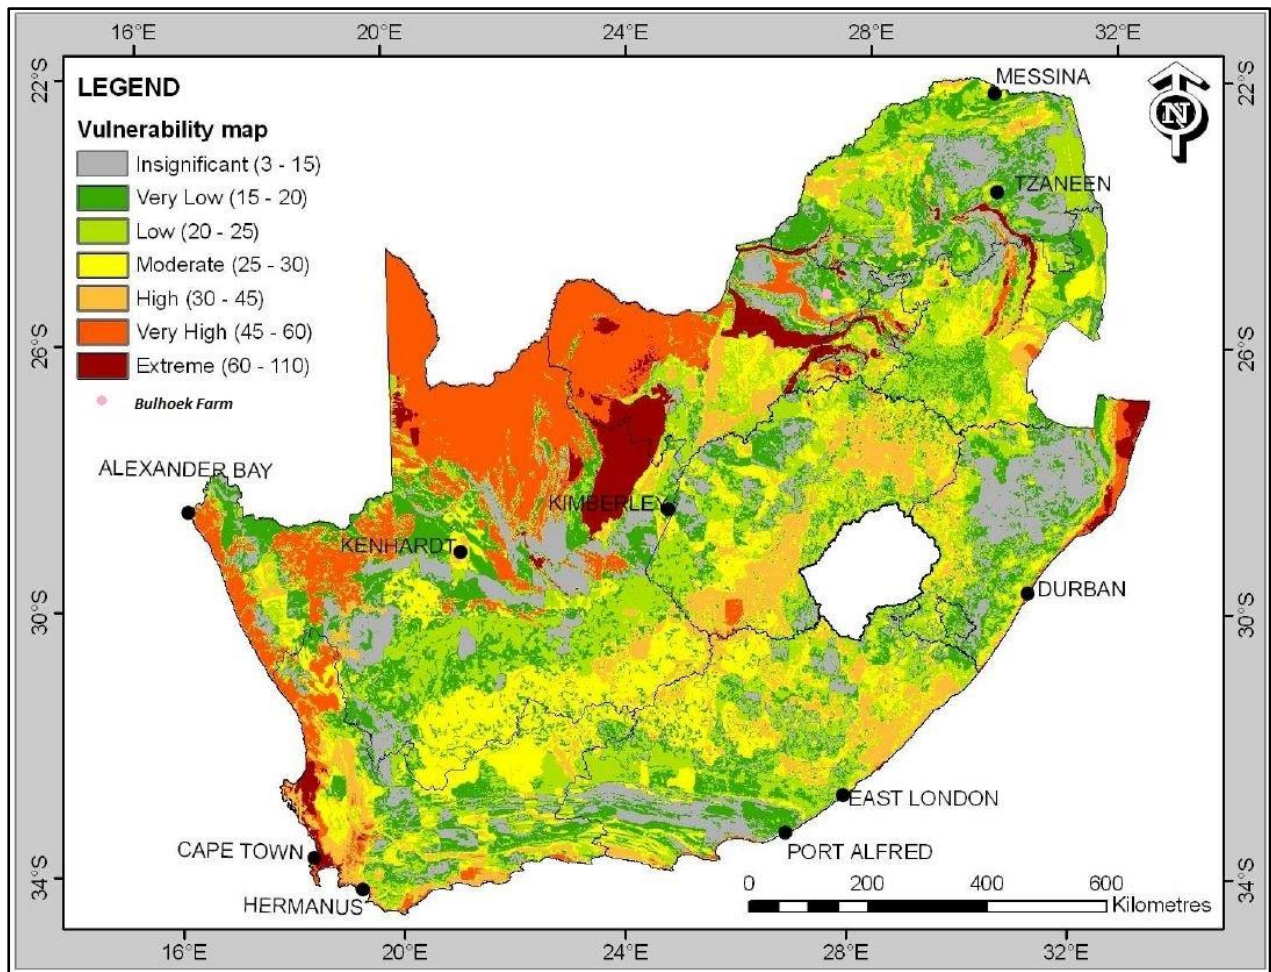 16°E 20°E 24°E 28°E 32°E
22°S 22°S
LEGEND
Vulnerability map
Insignificant (3 - 15)
Very Low (15 - 20)
Low (20 - 25)
Moderate (25 - 30)
High (30 - 45)
Very High (45 - 60)
Extreme (60 - 110)
Bulhoek Farm
N
MESSINA
TZANEEN
26°S 26°S
ALEXANDER BAY
KIMBERLEY
KENHARDT
DURBAN
30°S 30°S
EAST LONDON
CAPE TOWN
PORT ALFRED
34°S 34°S
HERMANUS
0 200 400 600
Kilometres
16°E 20°E 24°E 28°E 32°E